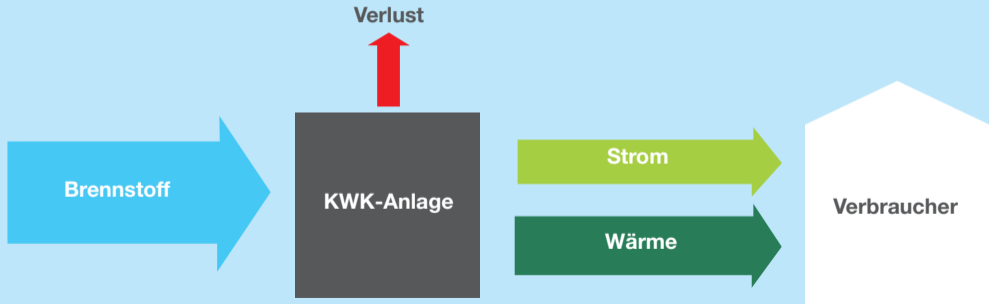 Verlust
Brennstoff
KWK-Anlage
Strom
Wärme
Verbraucher